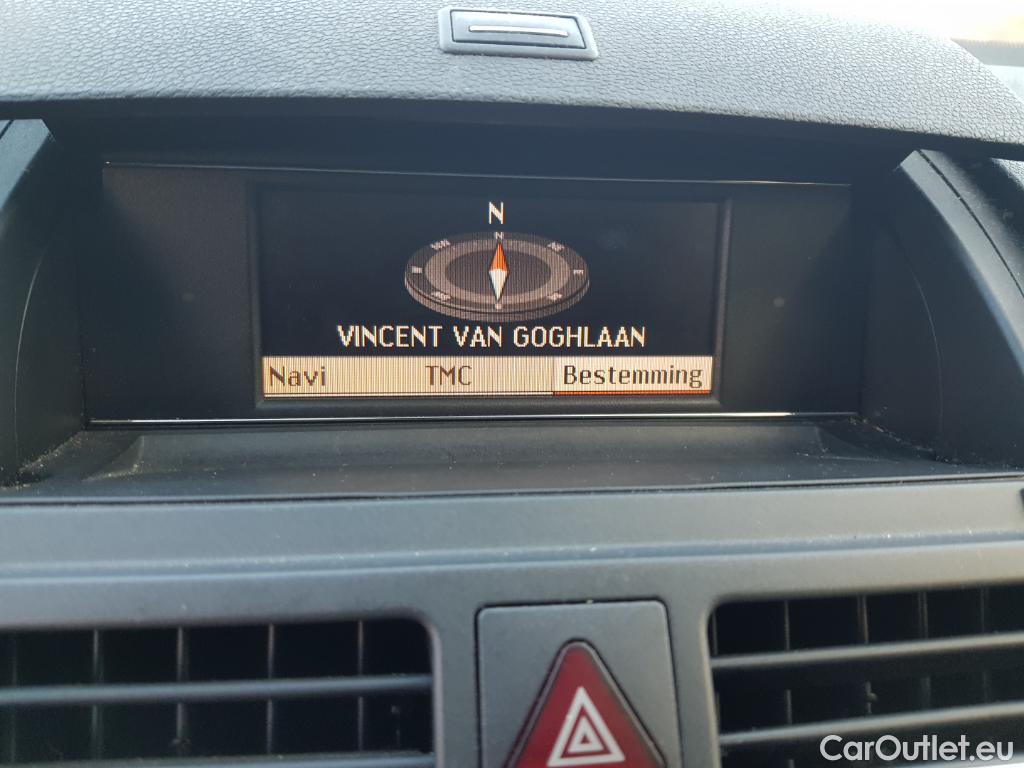 N
N
VINCENT VAN GOGHLAAN
Navi TMC Bestemming
CarOutlet.eu